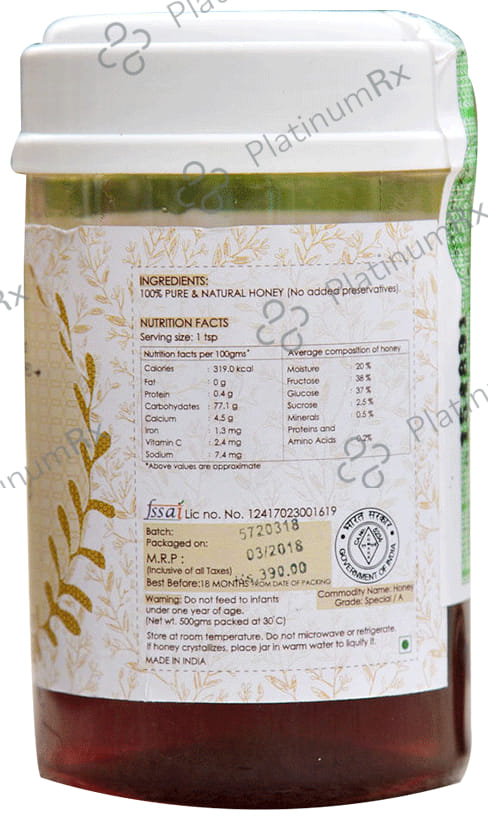 PlatinumRx
PlatinumRx
PlatinumRx
INGREDIENTS:
100% PURE & NATURAL HONEY (No added preservatives)
NUTRITION FACTS
Serving size: 1 tsp
Nutrition facts per 100gms*
Calories : 319.0 kcal
Fat : 0 g
Protein : 0.4 g
Carbohydates : 77.1 g
Calcium : 4.5 g
Iron : 1.3 mg
Vitamin C : 2.4 mg
Sodium : 7.4 mg
*Above values are approximate
Average composition of honey
Moisture : 20 %
Fructose : 38 %
Glucose : 37 %
Sucrose : 2.5 %
Minerals : 0.5 %
Proteins and
Amino Acids : 0.2%
PlatinumRx
fssai Lic no. No. 12417023001619
Batch: 5720318
Packaged on: 03/2018
M.R.P : 390.00
(Inclusive of all Taxes)
Best Before: 18 MONTHS FROM DATE OF PACKING
भारत सरकार
GOVERNMENT OF INDIA
Commodity Name: Honey
Grade: Special / A
Warning: Do not feed to infants
under one year of age.
(Net wt. 500gms packed at 30°C)
Store at room temperature. Do not microwave or refrigerate.
If honey crystallizes, place jar in warm water to liquify it.
MADE IN INDIA